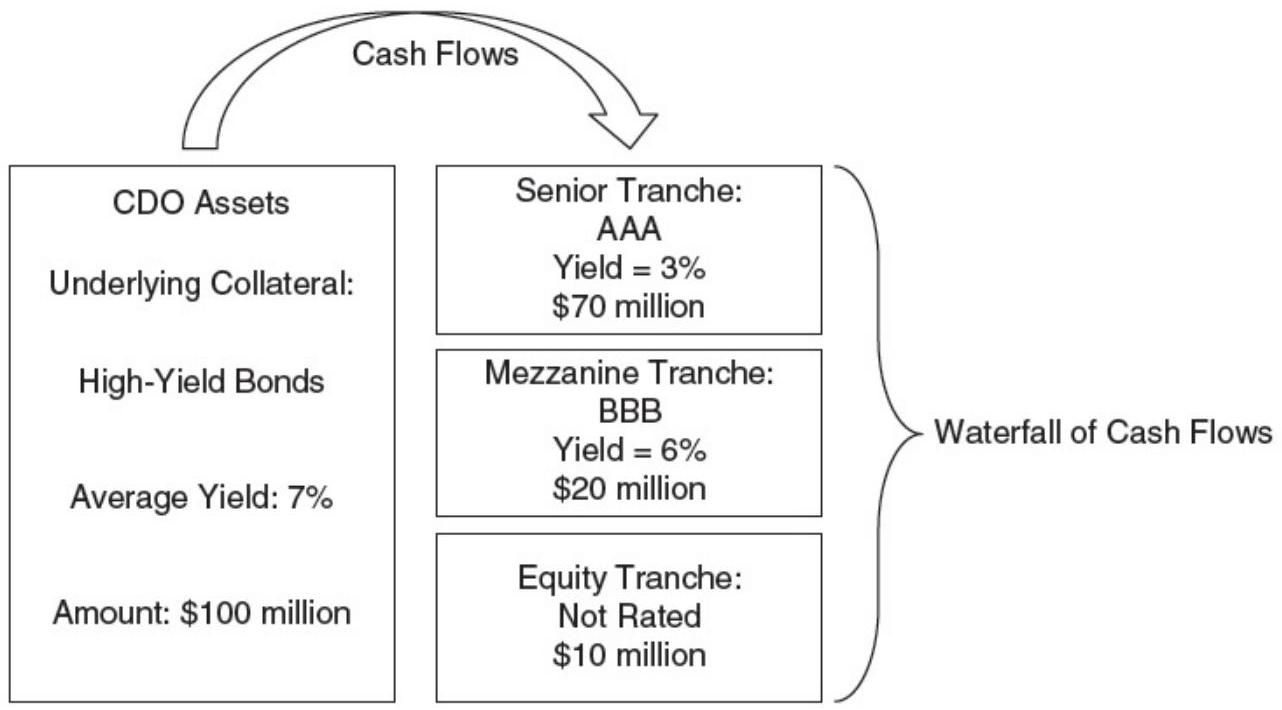 Cash Flows
CDO Assets
Underlying Collateral:
High-Yield Bonds
Average Yield: 7%
Amount: $100 million
Senior Tranche:
AAA
Yield = 3%
$70 million
Mezzanine Tranche:
BBB
Yield = 6%
$20 million
Equity Tranche:
Not Rated
$10 million
Waterfall of Cash Flows